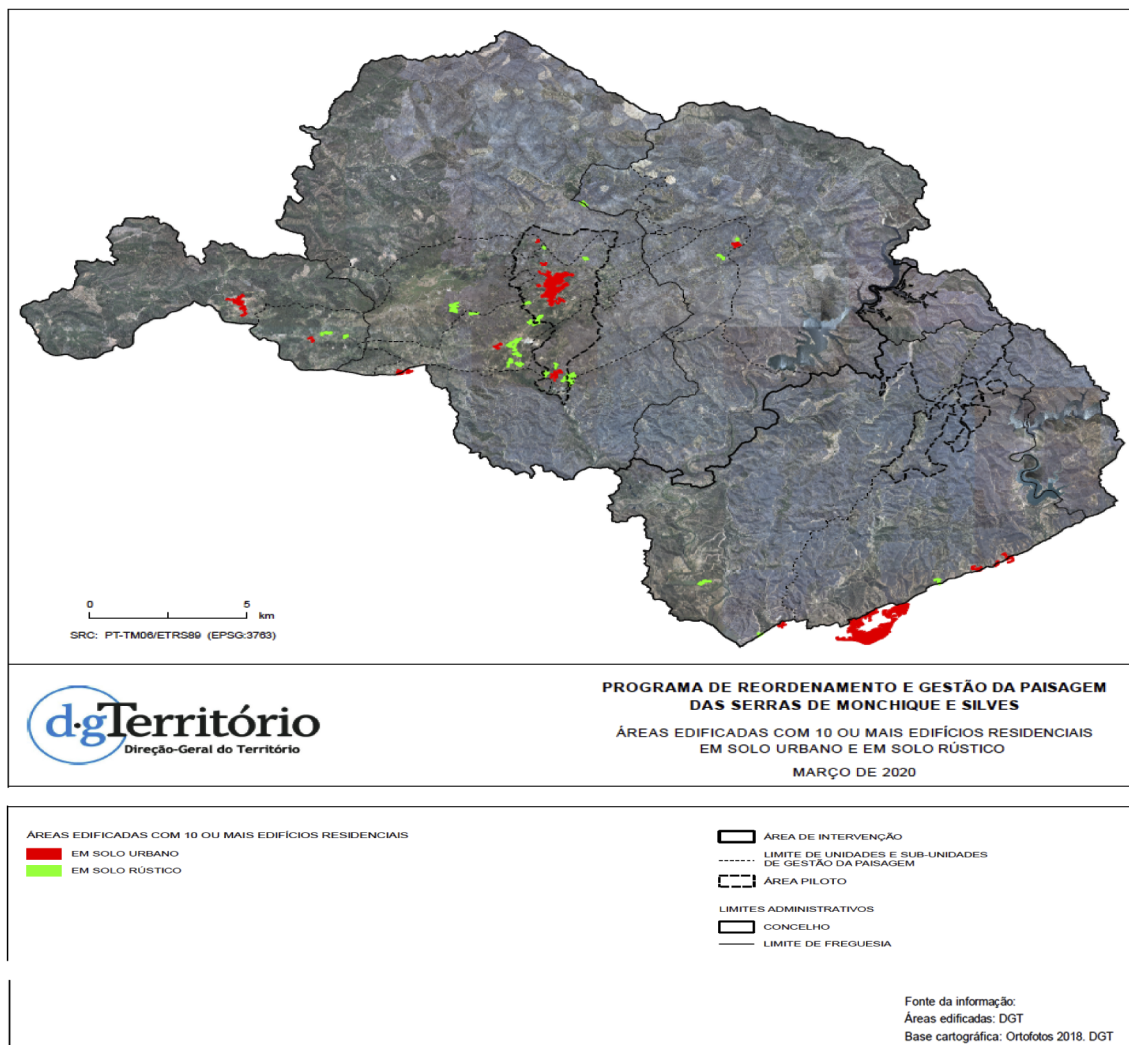 0
5
km
SRC: PT-TM06/ETRS89 (EPSG:3763)
d·gTerritório
Direção-Geral do Território
PROGRAMA DE REORDENAMENTO E GESTÃO DA PAISAGEM
DAS SERRAS DE MONCHIQUE E SILVES
ÁREAS EDIFICADAS COM 10 OU MAIS EDIFÍCIOS RESIDENCIAIS
EM SOLO URBANO E EM SOLO RÚSTICO
MARÇO DE 2020
ÁREAS EDIFICADAS COM 10 OU MAIS EDIFÍCIOS RESIDENCIAIS
EM SOLO URBANO
EM SOLO RÚSTICO
ÁREA DE INTERVENÇÃO
LIMITE DE UNIDADES E SUB-UNIDADES
DE GESTÃO DA PAISAGEM
ÁREA PILOTO
LIMITES ADMINISTRATIVOS
CONCELHO
LIMITE DE FREGUESIA
Fonte da informação:
Áreas edificadas: DGT
Base cartográfica: Ortofotos 2018. DGT